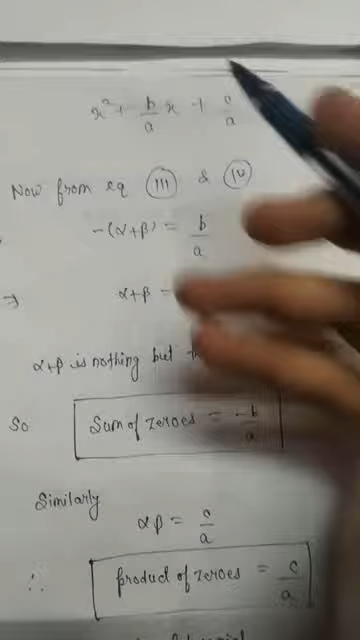 x² + b/a x + c/a
Now from eq (III) & (IV)
-(α+β) = b/a
⇒ α+β =
α+β is nothing but
So Sum of zeroes = -b/a
Similarly
αβ = c/a
∴ product of zeroes = c/a